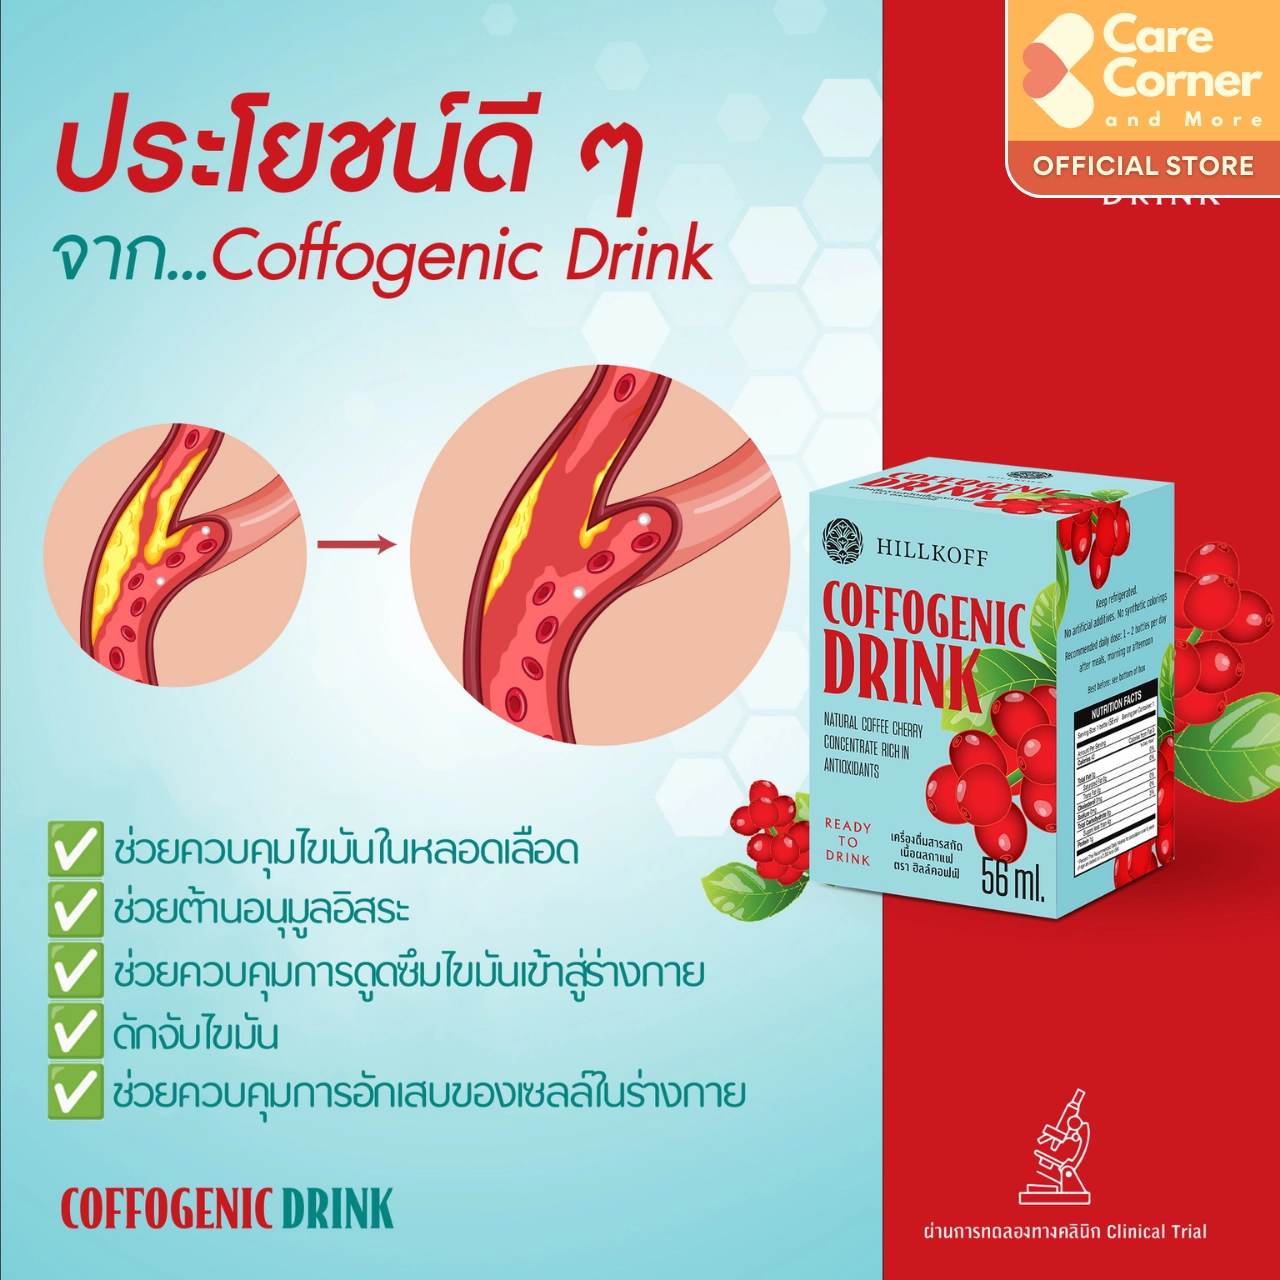 Care
Corner
and More
OFFICIAL STORE
DRINK
ประโยชน์ดี ๆ
จาก...Coffogenic Drink
COFFOGENIC
DRINK
HILLKOFF
HILLKOFF
COFFOGENIC
DRINK
NATURAL COFFEE CHERRY
CONCENTRATE RICH IN
ANTIOXIDANTS
READY
TO
DRINK
เครื่องดื่มสารสกัด
เนื้อผลกาแฟ
ตรา ฮิลล์คอฟฟ์
56 ml.
Keep refrigerated.
No artificial additives. No synthetic colorings
Recommended daily dose: 1 – 2 bottles per day
after meals, morning or afternoon
Best before: see bottom of box
NUTRITION FACTS
ช่วยควบคุมไขมันในหลอดเลือด
ช่วยต้านอนุมูลอิสระ
ช่วยควบคุมการดูดซึมไขมันเข้าสู่ร่างกาย
ดักจับไขมัน
ช่วยควบคุมการอักเสบของเซลล์ในร่างกาย
COFFOGENIC DRINK
ผ่านการทดลองทางคลินิก Clinical Trial